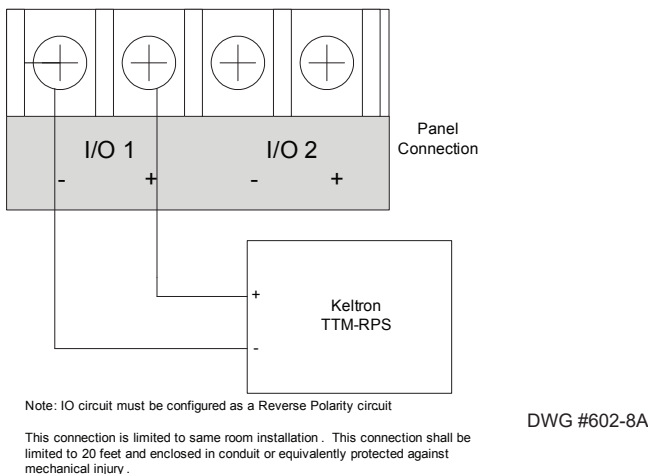 I/O 1 I/O 2
- + - +
Panel
Connection
+
Keltron
TTM-RPS
-
Note: IO circuit must be configured as a Reverse Polarity circuit
DWG #602-8A
This connection is limited to same room installation . This connection shall be
limited to 20 feet and enclosed in conduit or equivalently protected against
mechanical injury .